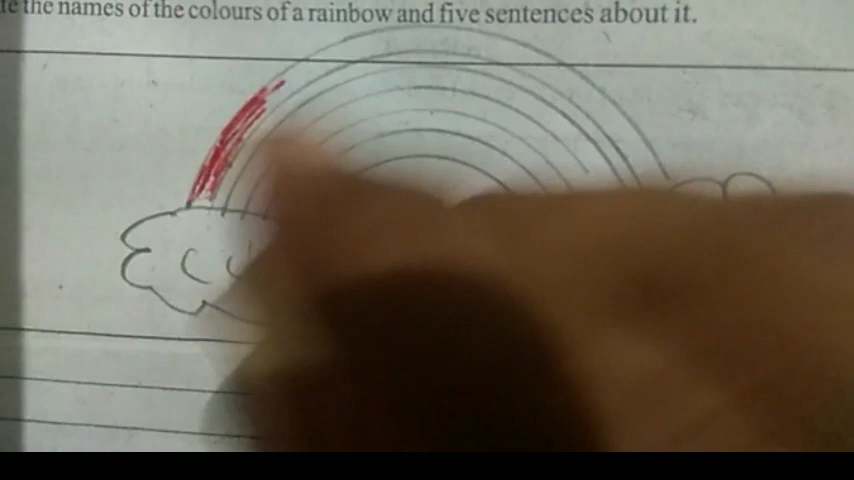 the names of the colours of a rainbow and five sentences about it.